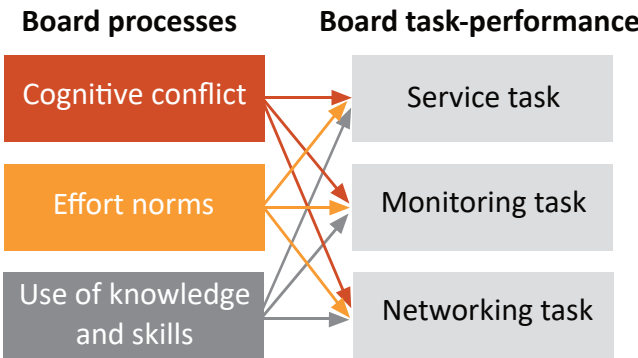 Board processes
Board task-performance
Cognitive conflict
Service task
Effort norms
Monitoring task
Use of knowledge
and skills
Networking task